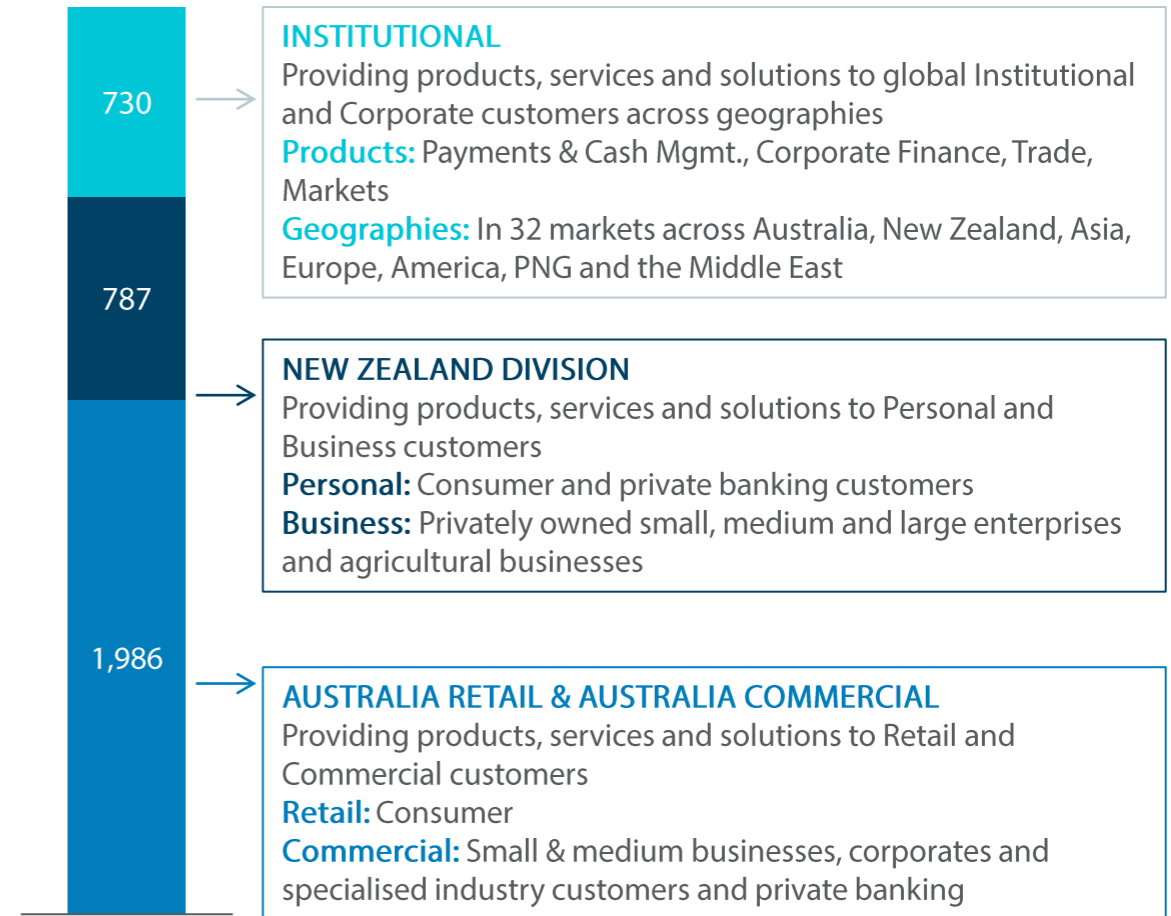 730
INSTITUTIONAL
Providing products, services and solutions to global Institutional
and Corporate customers across geographies
Products: Payments & Cash Mgmt., Corporate Finance, Trade,
Markets
Geographies: In 32 markets across Australia, New Zealand, Asia,
Europe, America, PNG and the Middle East
787
NEW ZEALAND DIVISION
Providing products, services and solutions to Personal and
Business customers
Personal: Consumer and private banking customers
Business: Privately owned small, medium and large enterprises
and agricultural businesses
1,986
AUSTRALIA RETAIL & AUSTRALIA COMMERCIAL
Providing products, services and solutions to Retail and
Commercial customers
Retail: Consumer
Commercial: Small & medium businesses, corporates and
specialised industry customers and private banking